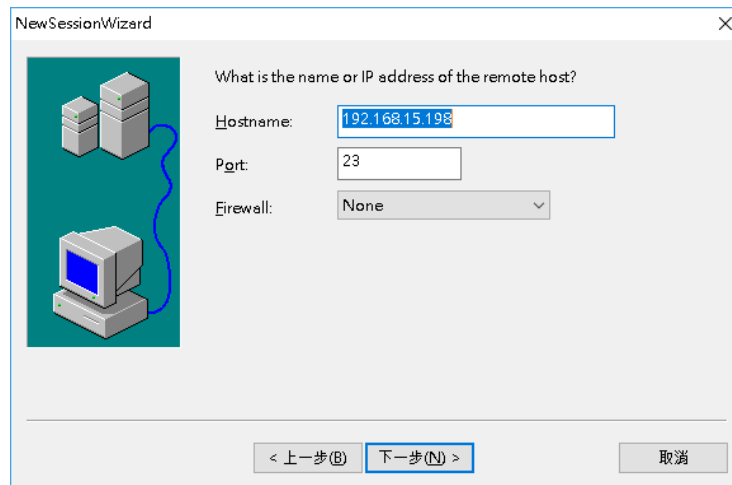 NewSessionWizard
What is the name or IP address of the remote host?
Hostname: 192.168.15.198
Port: 23
Firewall: None
< 上一步(B) 下一步(N) > 取消